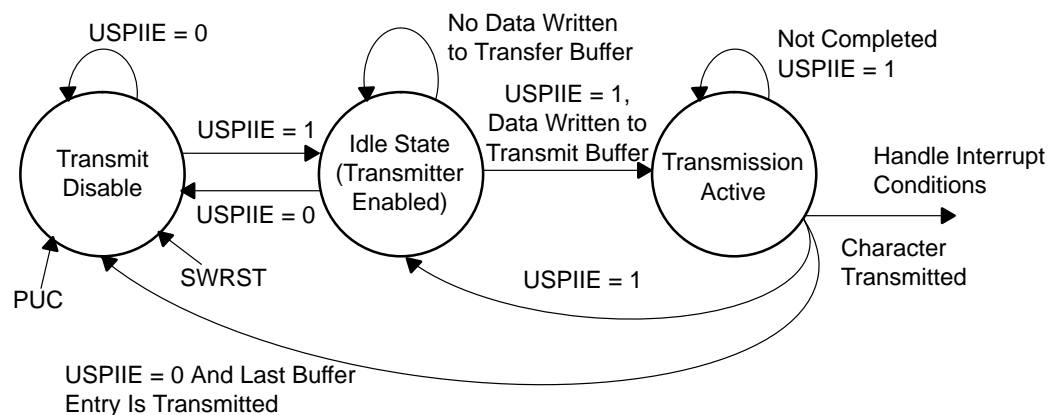 USPIIE = 0
No Data Written
to Transfer Buffer
Not Completed
USPIIE = 1
USPIIE = 1
USPIIE = 1,
Data Written to
Transmit Buffer
Transmit
Disable
Idle State
(Transmitter
Enabled)
Transmission
Active
Handle Interrupt
Conditions
USPIIE = 0
PUC
SWRST
USPIIE = 1
Character
Transmitted
USPIIE = 0 And Last Buffer
Entry Is Transmitted